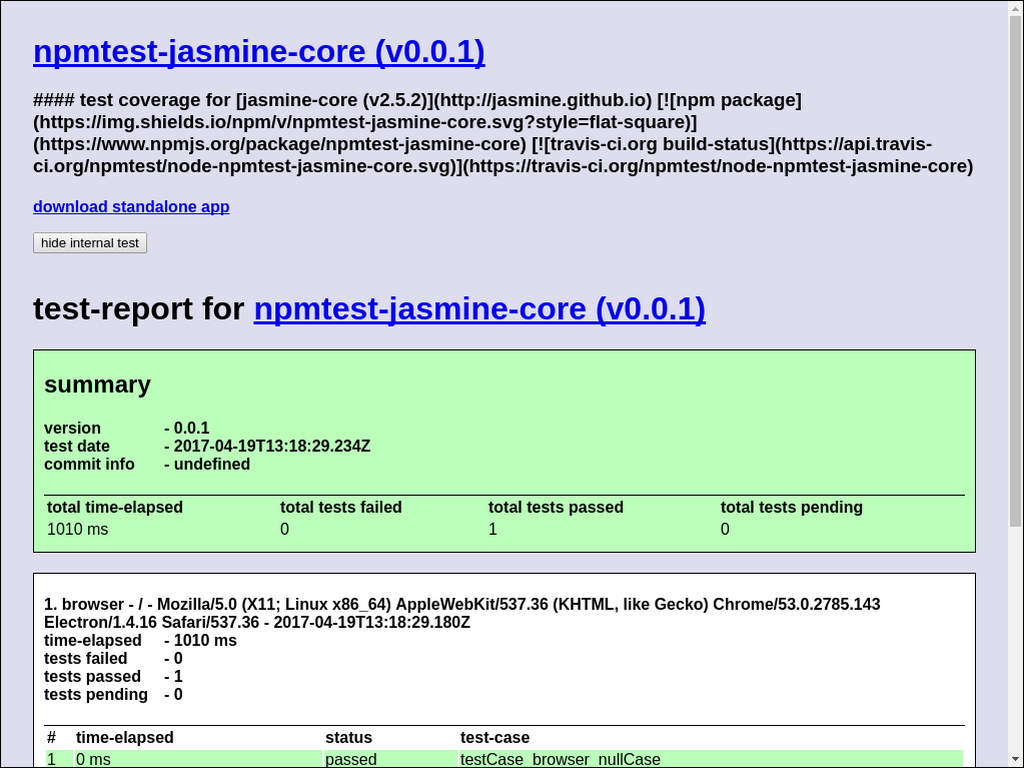 npmtest-jasmine-core (v0.0.1)
#### test coverage for [jasmine-core (v2.5.2)](http://jasmine.github.io) [![npm package]
(https://img.shields.io/npm/v/npmtest-jasmine-core.svg?style=flat-square)]
(https://www.npmjs.org/package/npmtest-jasmine-core) [![travis-ci.org build-status](https://api.travis-
ci.org/npmtest/node-npmtest-jasmine-core.svg)](https://travis-ci.org/npmtest/node-npmtest-jasmine-core)
download standalone app
hide internal test
test-report for npmtest-jasmine-core (v0.0.1)
summary
version - 0.0.1
test date - 2017-04-19T13:18:29.234Z
commit info - undefined
total time-elapsed total tests failed total tests passed total tests pending
1010 ms 0 1 0
1. browser - / - Mozilla/5.0 (X11; Linux x86_64) AppleWebKit/537.36 (KHTML, like Gecko) Chrome/53.0.2785.143
Electron/1.4.16 Safari/537.36 - 2017-04-19T13:18:29.180Z
time-elapsed - 1010 ms
tests failed - 0
tests passed - 1
tests pending - 0
# time-elapsed status test-case
1 0 ms passed testCase_browser_nullCase